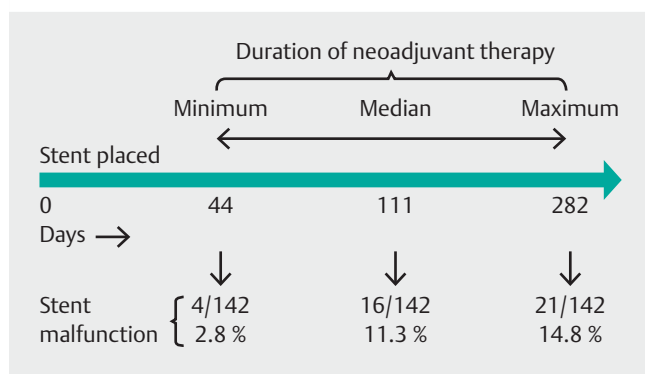 Duration of neoadjuvant therapy
Minimum Median Maximum
Stent placed
0 44 111 282
Days
Stent 4/142 16/142 21/142
malfunction 2.8 % 11.3 % 14.8 %